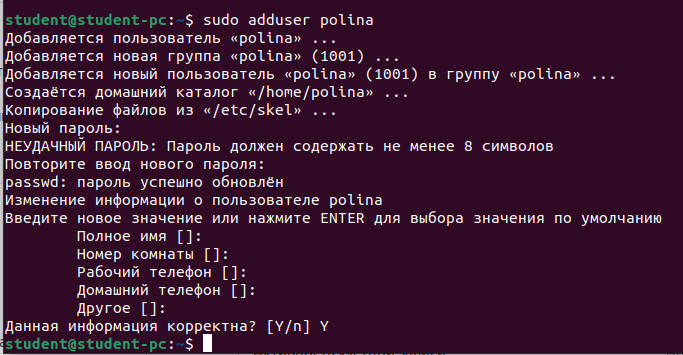 student@student-pc:~$ sudo adduser polina
Добавляется пользователь «polina» ...
Добавляется новая группа «polina» (1001) ...
Добавляется новый пользователь «polina» (1001) в группу «polina» ...
Создаётся домашний каталог «/home/polina» ...
Копирование файлов из «/etc/skel» ...
Новый пароль:
НЕУДАЧНЫЙ ПАРОЛЬ: Пароль должен содержать не менее 8 символов
Повторите ввод нового пароля:
passwd: пароль успешно обновлён
Изменение информации о пользователе polina
Введите новое значение или нажмите ENTER для выбора значения по умолчанию
Полное имя []:
Номер комнаты []:
Рабочий телефон []:
Домашний телефон []:
Другое []:
Данная информация корректна? [Y/n] Y
student@student-pc:~$